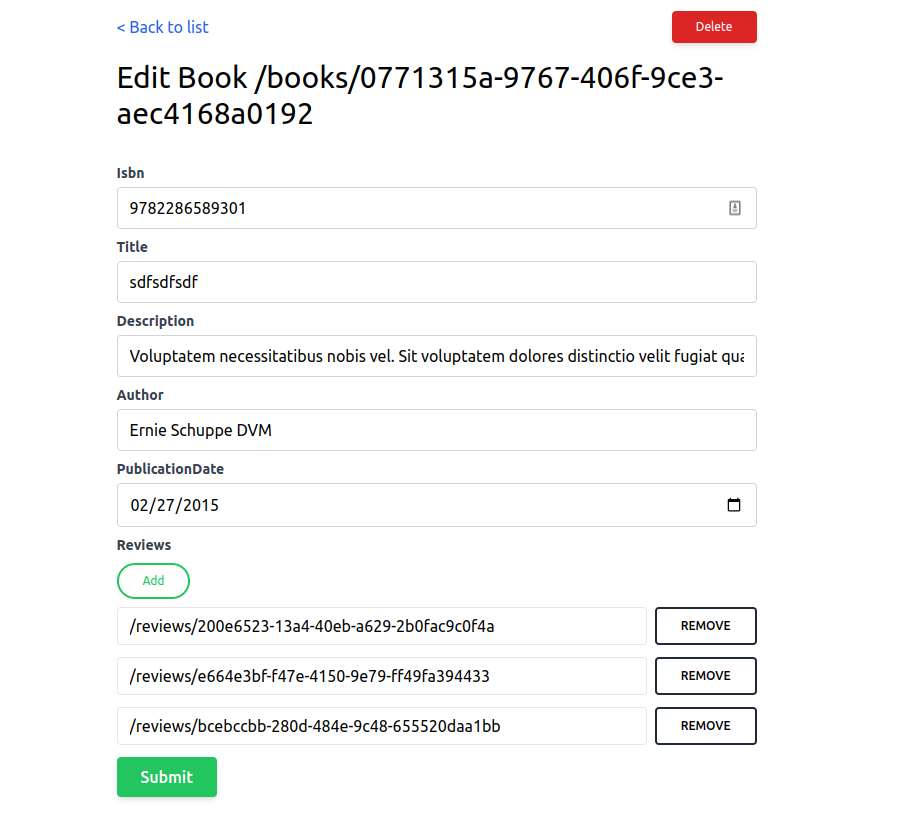 < Back to list
Delete
Edit Book /books/0771315a-9767-406f-9ce3-
aec4168a0192
Isbn
9782286589301
Title
sdfsdfsdf
Description
Voluptatem necessitatibus nobis vel. Sit voluptatem dolores distinctio velit fugiat qua
Author
Ernie Schuppe DVM
PublicationDate
02/27/2015
Reviews
Add
/reviews/200e6523-13a4-40eb-a629-2b0fac9c0f4a
REMOVE
/reviews/e664e3bf-f47e-4150-9e79-ff49fa394433
REMOVE
/reviews/bcebccbb-280d-484e-9c48-655520daa1bb
REMOVE
Submit